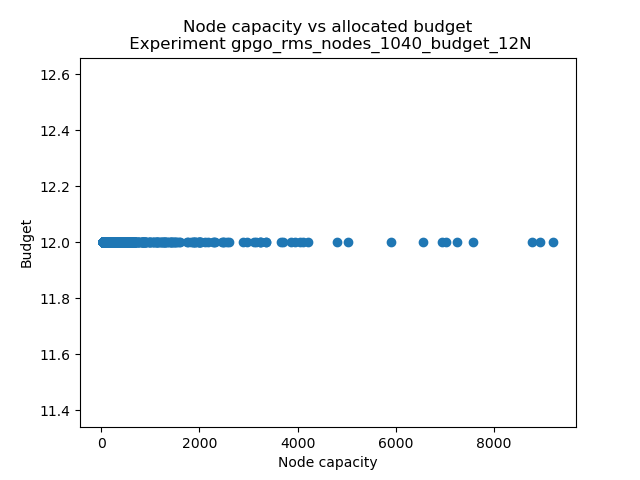 Node capacity vs allocated budget
Experiment gpgo_rms_nodes_1040_budget_12N
12.6
12.4
12.2
12.0
11.8
11.6
11.4
Budget
0 2000 4000 6000 8000
Node capacity